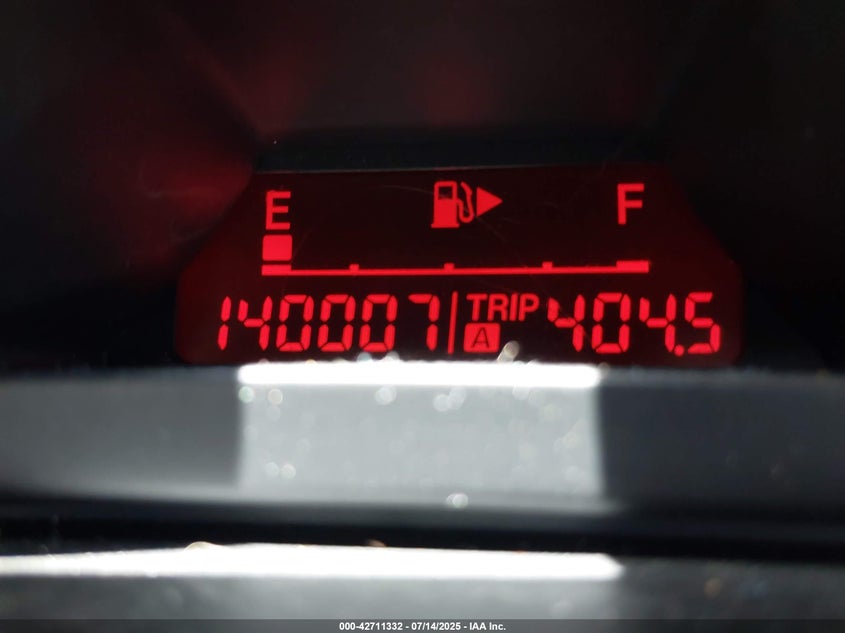 E F
140007 TRIP A 404.5
000-42711332 - 07/14/2025 - IAA Inc.